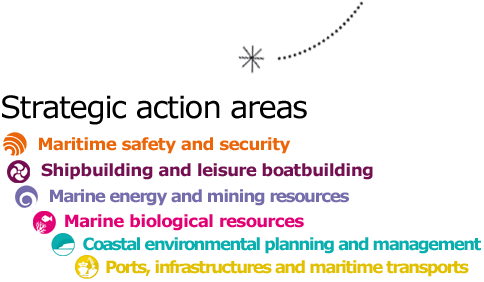 Strategic action areas
Maritime safety and security
Shipbuilding and leisure boatbuilding
Marine energy and mining resources
Marine biological resources
Coastal environmental planning and management
Ports, infrastructures and maritime transports